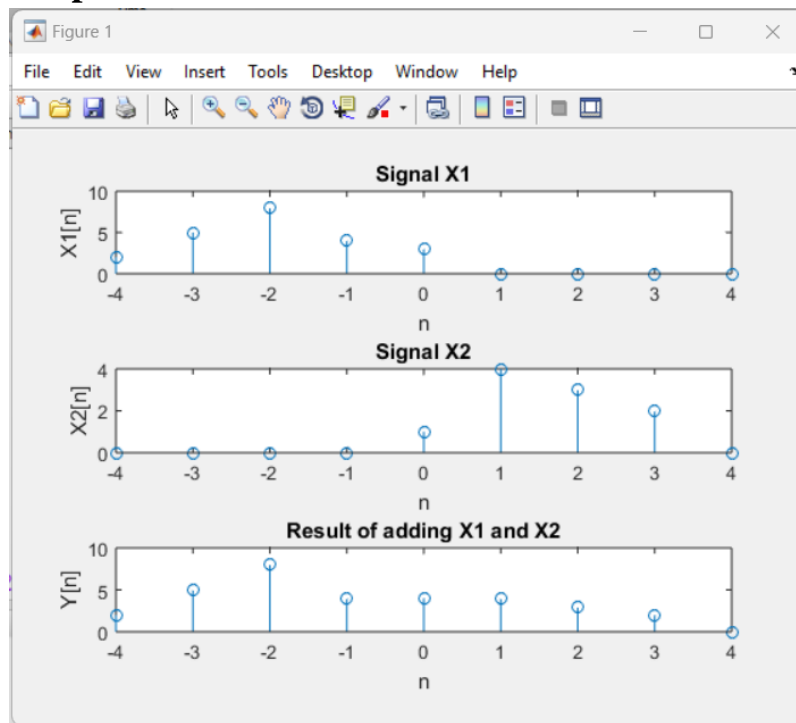 Figure 1
File Edit View Insert Tools Desktop Window Help
Signal X1
X1[n]
10
5
0
-4 -3 -2 -1 0 1 2 3 4
n
Signal X2
X2[n]
4
2
0
-4 -3 -2 -1 0 1 2 3 4
n
Result of adding X1 and X2
Y[n]
10
5
0
-4 -3 -2 -1 0 1 2 3 4
n